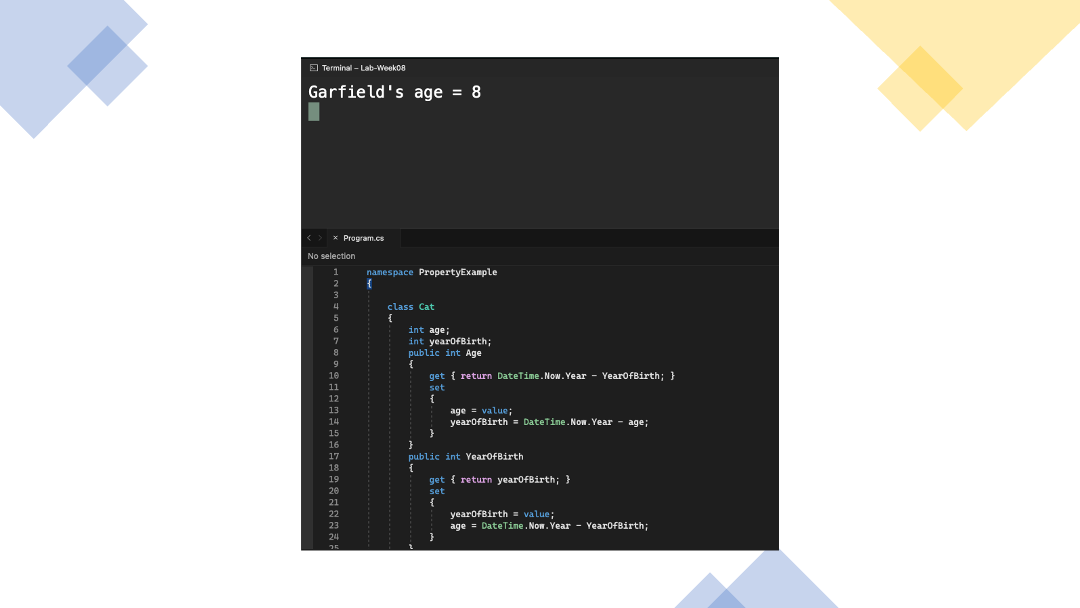 Terminal – Lab-Week08
Garfield's age = 8
Program.cs
No selection
1 namespace PropertyExample
2 {
3
4 class Cat
5 {
6 int age;
7 int yearOfBirth;
8 public int Age
9 {
10 get { return DateTime.Now.Year - YearOfBirth; }
11 set
12 {
13 age = value;
14 yearOfBirth = DateTime.Now.Year - age;
15 }
16 }
17 public int YearOfBirth
18 {
19 get { return yearOfBirth; }
20 set
21 {
22 yearOfBirth = value;
23 age = DateTime.Now.Year - YearOfBirth;
24 }
25 }